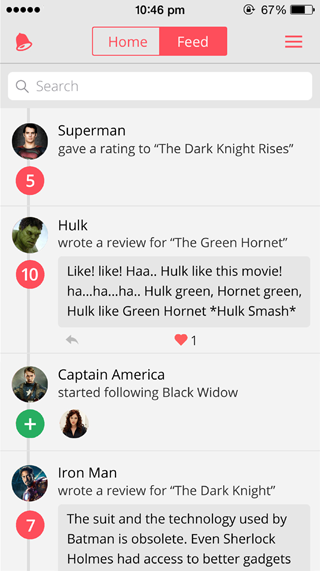 10:46 pm 67%
Home Feed
Search
Superman
gave a rating to “The Dark Knight Rises”
5
Hulk
wrote a review for “The Green Hornet”
10
Like! like! Haa.. Hulk like this movie!
ha...ha...ha.. Hulk green, Hornet green,
Hulk like Green Hornet *Hulk Smash*
1
Captain America
started following Black Widow
Iron Man
wrote a review for “The Dark Knight”
7
The suit and the technology used by
Batman is obsolete. Even Sherlock
Holmes had access to better gadgets